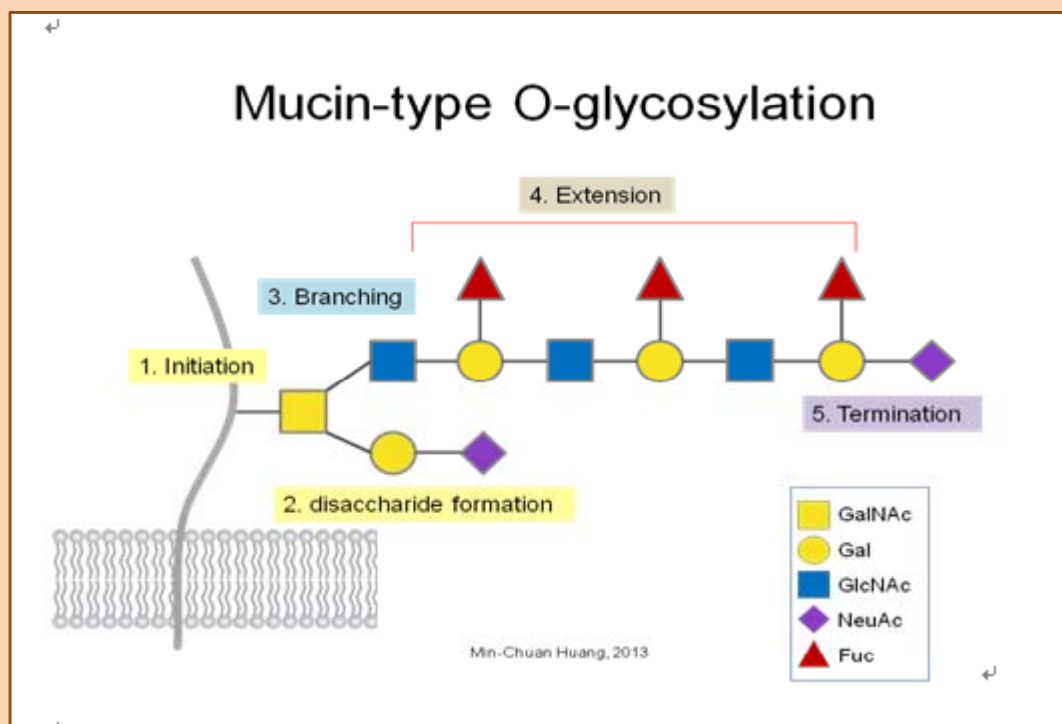 Mucin-type O-glycosylation
4. Extension
3. Branching
1. Initiation
5. Termination
2. disaccharide formation
GalNAc
Gal
GlcNAc
NeuAc
Fuc
Min-Chuan Huang, 2013